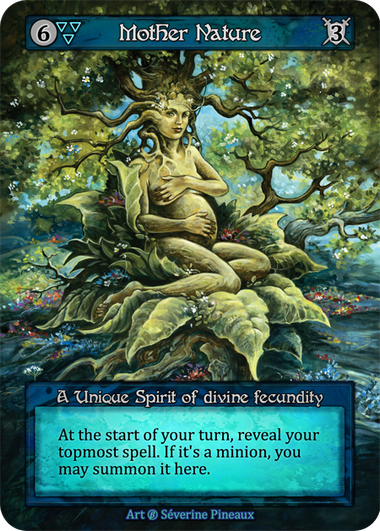 6 Mother Nature 3
A Unique Spirit of divine fecundity
At the start of your turn, reveal your
topmost spell. If it's a minion, you
may summon it here.
Art Séverine Pineaux